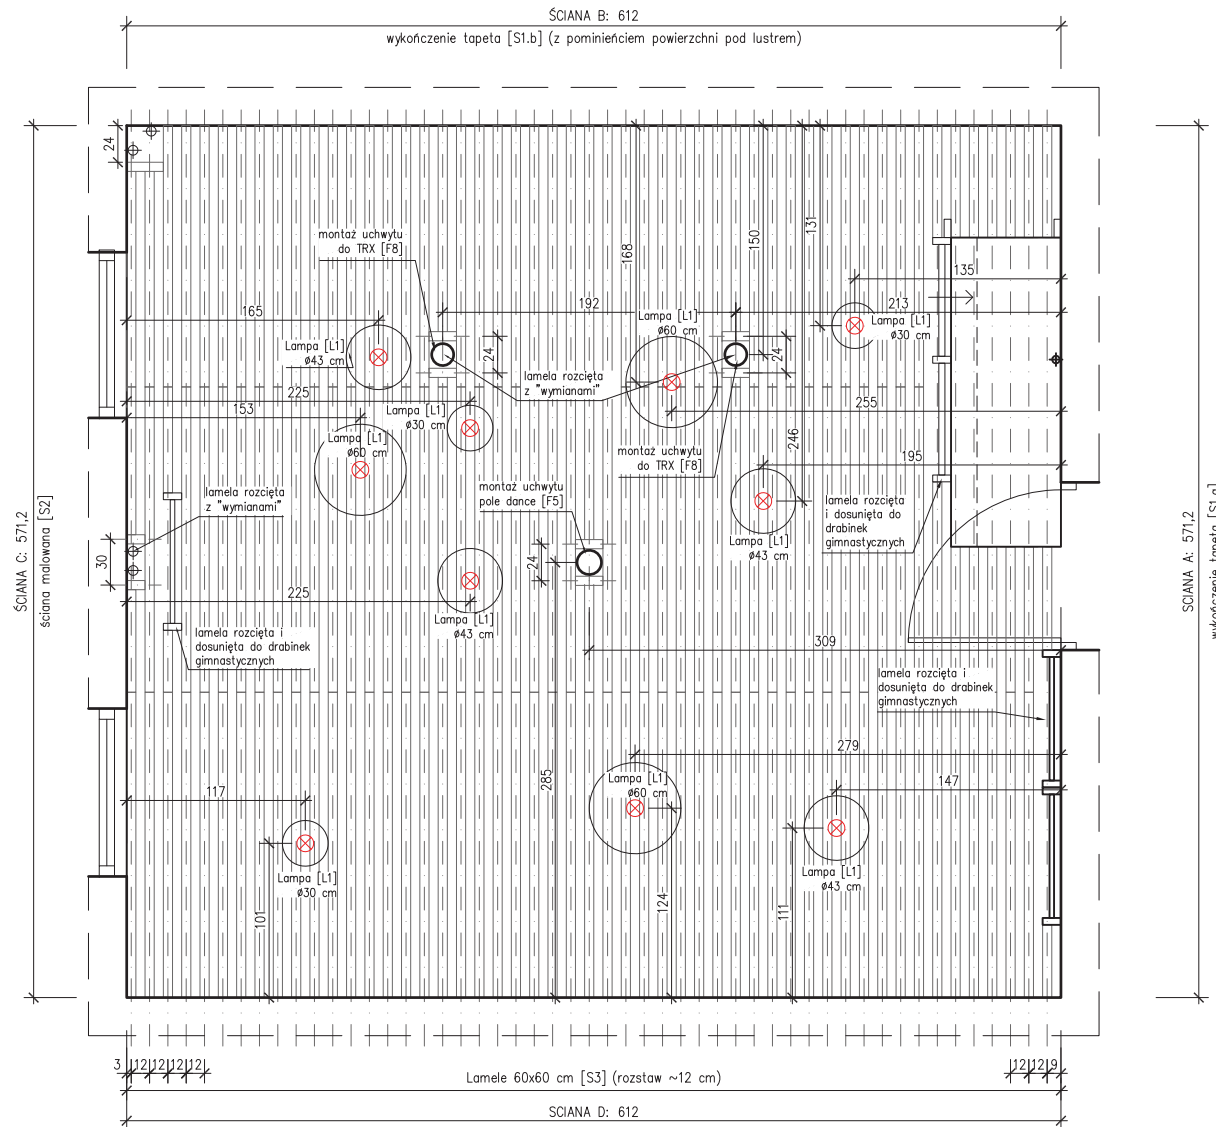 ŚCIANA B: 612
wykończenie tapeta [S1.b] (z pominieńciem powierzchni pod lustrem)
24
montaż uchwytu
do TRX [F8]
168
150
131
135
165
192
213
Lampa [L1]
ø60 cm
Lampa [L1]
ø30 cm
Lampa [L1]
ø43 cm
24
24
lamela rozcięta
z "wymianami"
225
153
Lampa [L1]
ø30 cm
255
Lampa [L1]
ø60 cm
246
montaż uchwytu
do TRX [F8]
195
montaż uchwytu
pole dance [F5]
lamela rozcięta
z "wymianami"
lamela rozcięta
i dosunięta do
drabinek
gimnastycznych
ŚCIANA C: 571,2
ściana malowana [S2]
SCIANA A: 571,2
wykończenie tapeta [S1.a]
Lampa [L1]
ø43 cm
30
24
225
Lampa [L1]
ø43 cm
lamela rozcięta i
dosunięta do drabinek
gimnastycznych
309
lamela rozcięta i
dosunięta do drabinek
gimnastycznych
279
285
Lampa [L1]
ø60 cm
147
117
Lampa [L1]
ø30 cm
Lampa [L1]
ø43 cm
101
124
111
3 12 12 12 12
12 12 9
Lamele 60x60 cm [S3] (rozstaw ~12 cm)
SCIANA D: 612